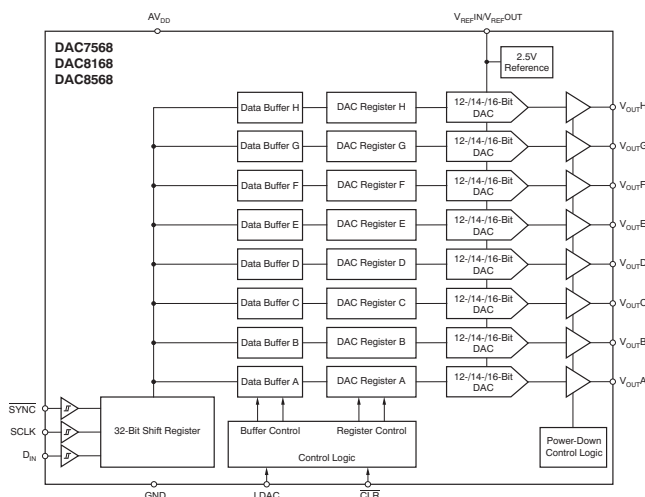 AVDD
VREFIN/VREFOUT
DAC7568
DAC8168
DAC8568
2.5V
Reference
Data Buffer H
DAC Register H
12-/14-/16-Bit
DAC
VOUTH
Data Buffer G
DAC Register G
12-/14-/16-Bit
DAC
VOUTG
Data Buffer F
DAC Register F
12-/14-/16-Bit
DAC
VOUTF
Data Buffer E
DAC Register E
12-/14-/16-Bit
DAC
VOUTE
Data Buffer D
DAC Register D
12-/14-/16-Bit
DAC
VOUTD
Data Buffer C
DAC Register C
12-/14-/16-Bit
DAC
VOUTC
Data Buffer B
DAC Register B
12-/14-/16-Bit
DAC
VOUTB
Data Buffer A
DAC Register A
12-/14-/16-Bit
DAC
VOUTA
SYNC
SCLK
DIN
32-Bit Shift Register
Buffer Control
Register Control
Control Logic
Power-Down
Control Logic
GND
LDAC
CLR